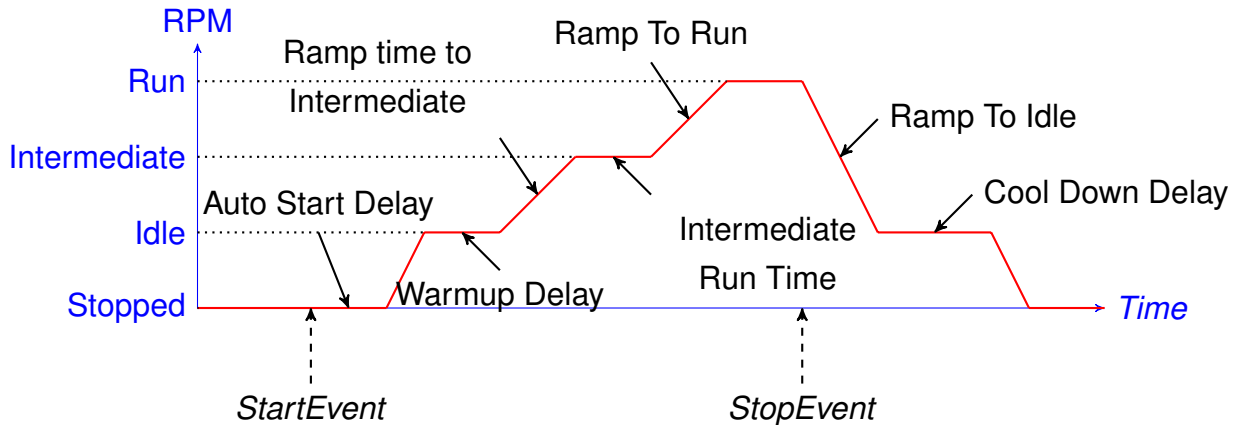 RPM
Ramp To Run
Ramp time to
Intermediate
Run
Ramp To Idle
Intermediate
Auto Start Delay
Cool Down Delay
Idle
Intermediate
Run Time
Warmup Delay
Stopped
Time
StartEvent
StopEvent